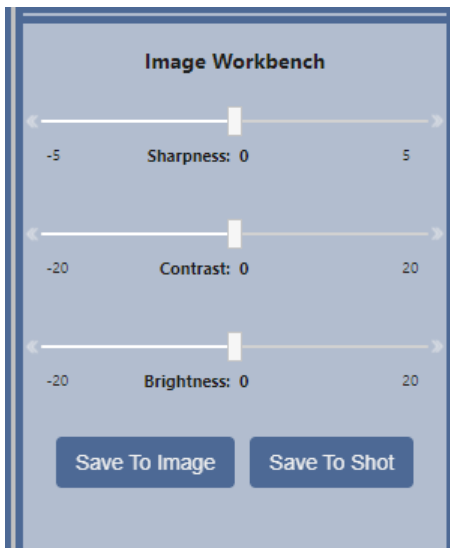 Image Workbench
-5 Sharpness: 0 5
-20 Contrast: 0 20
-20 Brightness: 0 20
Save To Image Save To Shot